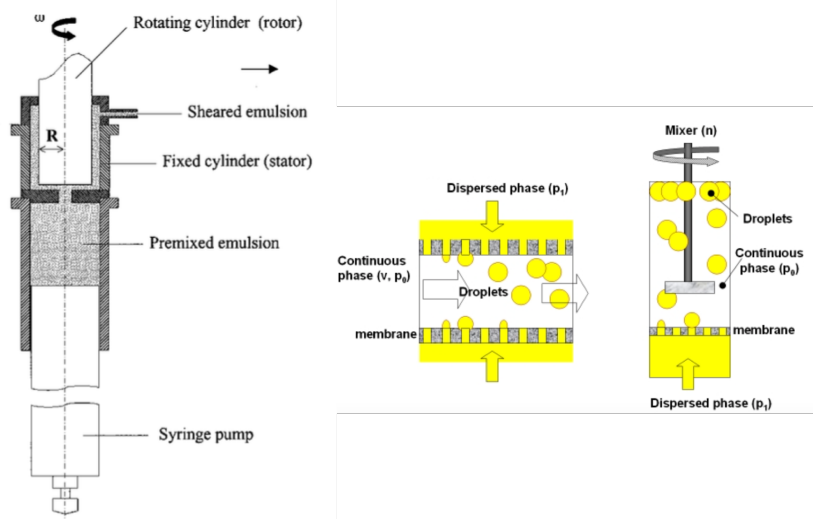 ω
Rotating cylinder (rotor)
Sheared emulsion
R
Fixed cylinder (stator)
Premixed emulsion
Syringe pump
Dispersed phase (p₁)
Continuous
phase (v, p₀)
Droplets
membrane
Mixer (n)
Droplets
Continuous
phase (p₀)
membrane
Dispersed phase (p₁)